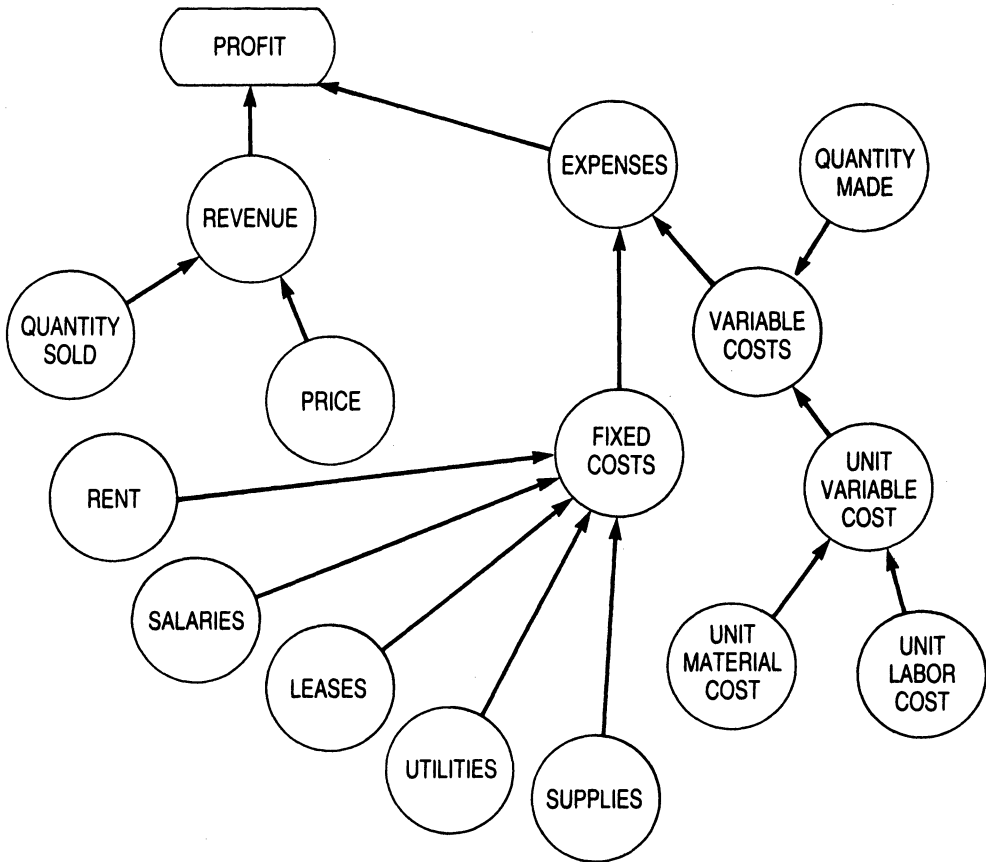 PROFIT
EXPENSES
QUANTITY
MADE
REVENUE
QUANTITY
SOLD
PRICE
VARIABLE
COSTS
FIXED
COSTS
UNIT
VARIABLE
COST
RENT
SALARIES
LEASES
UTILITIES
SUPPLIES
UNIT
MATERIAL
COST
UNIT
LABOR
COST